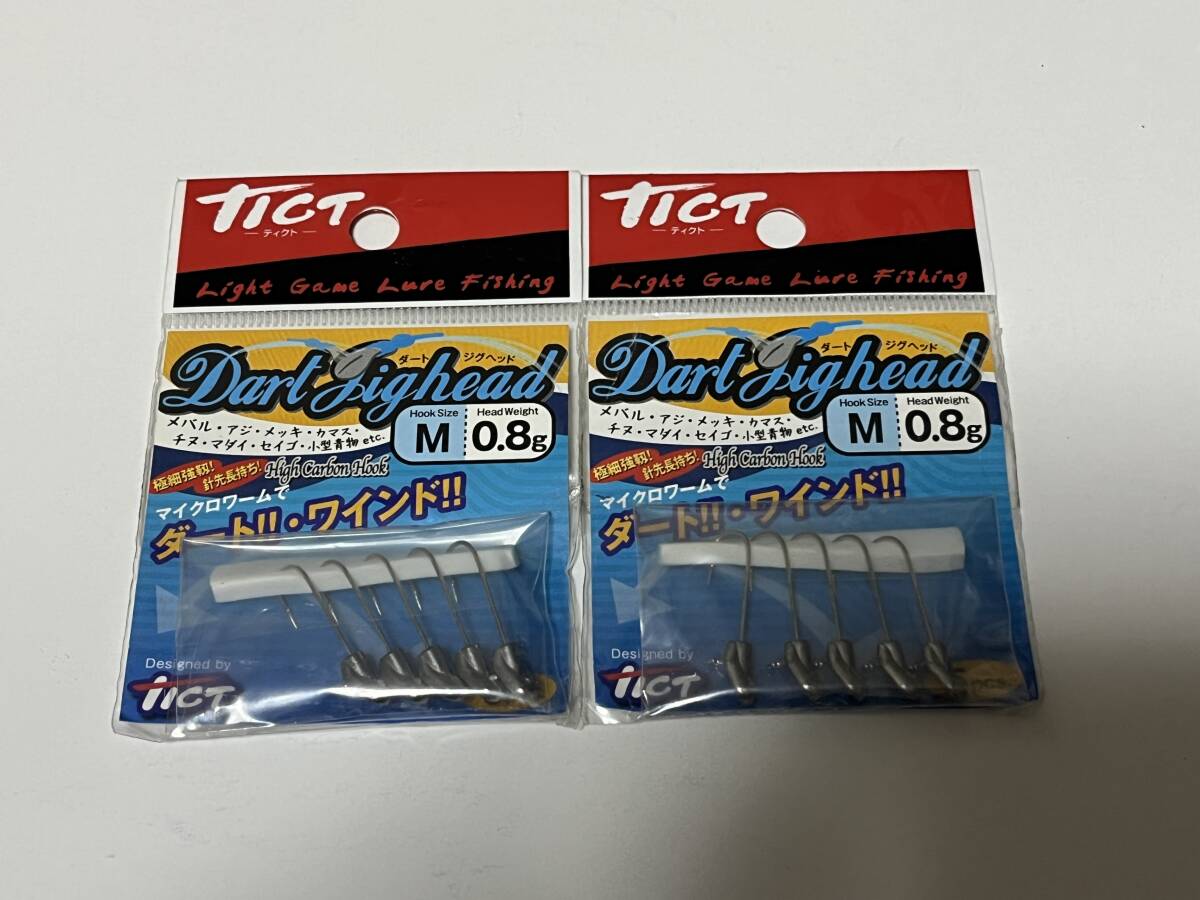 TICT
ティクト
Light Game Lure Fishing
ダート ジグヘッド
Dart Jighead
Hook Size Head Weight
M 0.8g
メバル・アジ・メッキ・カマス・
チヌ・マダイ・セイゴ・小型青物 etc.
極細強靱!
針先長持ち!
High Carbon Hook
マイクロワームで
ダート!!・ワインド!!
Designed by
TICT
TICT
ティクト
Light Game Lure Fishing
ダート ジグヘッド
Dart Jighead
Hook Size Head Weight
M 0.8g
メバル・アジ・メッキ・カマス・
チヌ・マダイ・セイゴ・小型青物 etc.
極細強靱!
針先長持ち!
High Carbon Hook
マイクロワームで
ダート!!・ワインド!!
Designed by
TICT